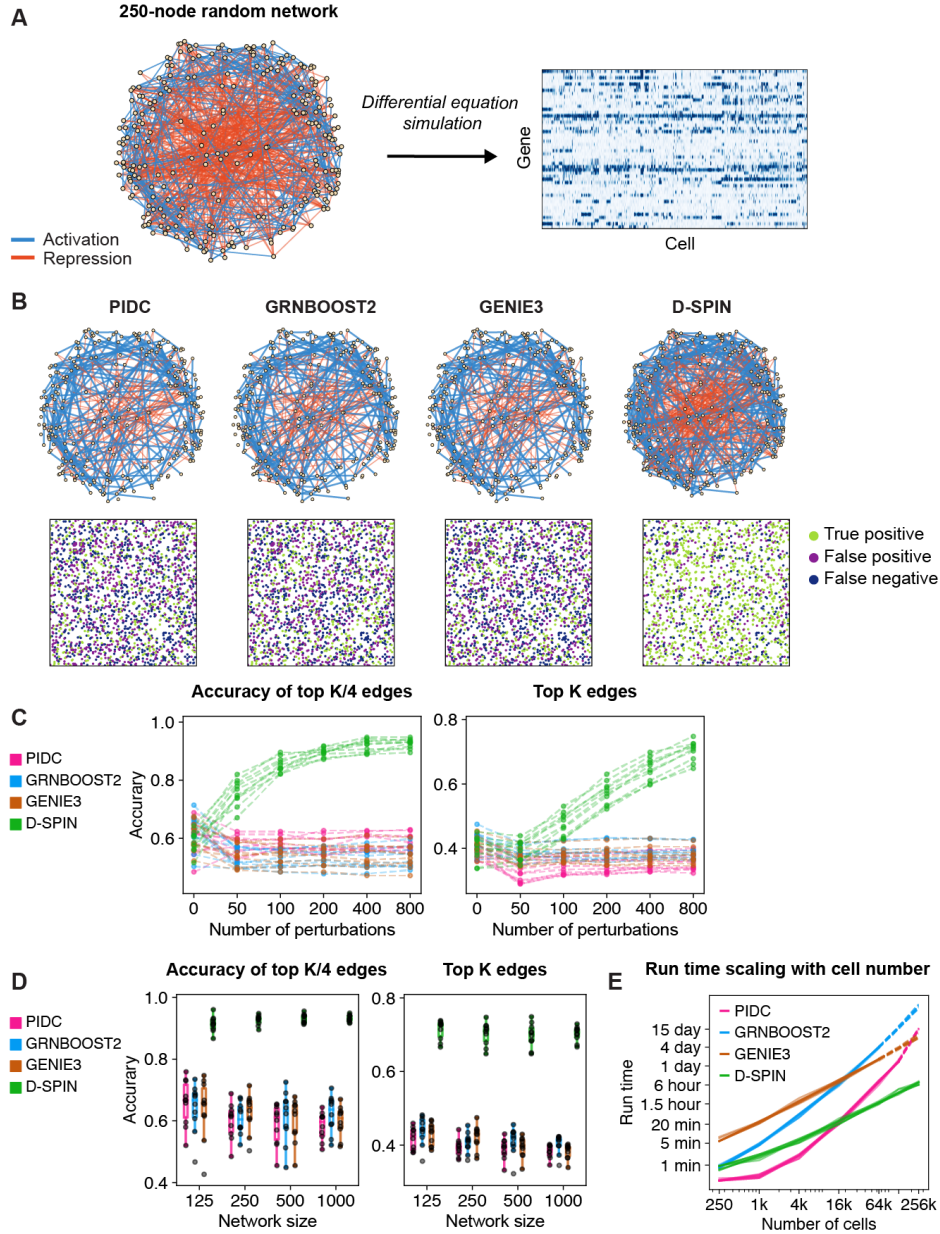 A
250-node random network
Differential equation
simulation
Gene
Cell
Activation
Repression
B
PIDC
GRNBOOST2
GENIE3
D-SPIN
True positive
False positive
False negative
C
Accuracy of top K/4 edges
Top K edges
PIDC
GRNBOOST2
GENIE3
D-SPIN
Accurary
1.0
0.8
0.6
0 50 100 200 400 800
Number of perturbations
0.8
0.6
0.4
0 50 100 200 400 800
Number of perturbations
D
Accuracy of top K/4 edges
Top K edges
PIDC
GRNBOOST2
GENIE3
D-SPIN
Accurary
1.0
0.8
0.6
0.4
125 250 500 1000
Network size
0.8
0.6
0.4
125 250 500 1000
Network size
E
Run time scaling with cell number
PIDC
GRNBOOST2
GENIE3
D-SPIN
Run time
15 day
4 day
1 day
6 hour
1.5 hour
20 min
5 min
1 min
250 1k 4k 16k 64k 256k
Number of cells